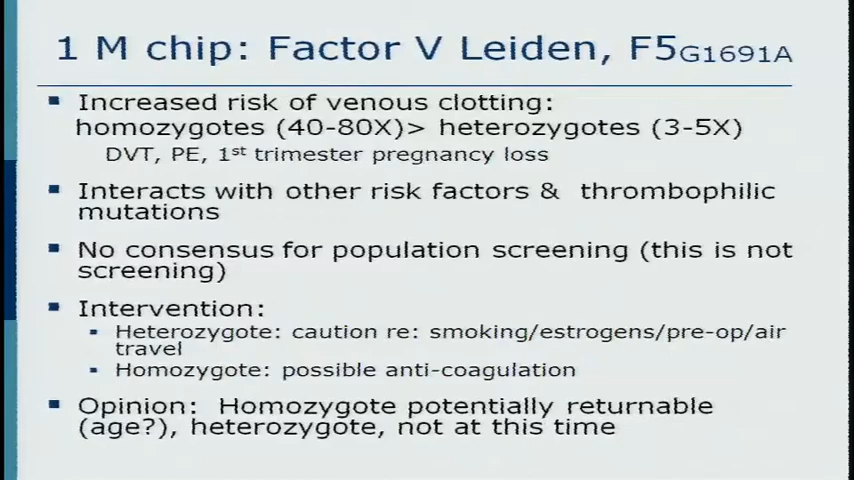 1 M chip: Factor V Leiden, F5G1691A
Increased risk of venous clotting:
homozygotes (40-80X)> heterozygotes (3-5X)
DVT, PE, 1st trimester pregnancy loss
Interacts with other risk factors & thrombophilic
mutations
No consensus for population screening (this is not
screening)
Intervention:
Heterozygote: caution re: smoking/estrogens/pre-op/air
travel
Homozygote: possible anti-coagulation
Opinion: Homozygote potentially returnable
(age?), heterozygote, not at this time